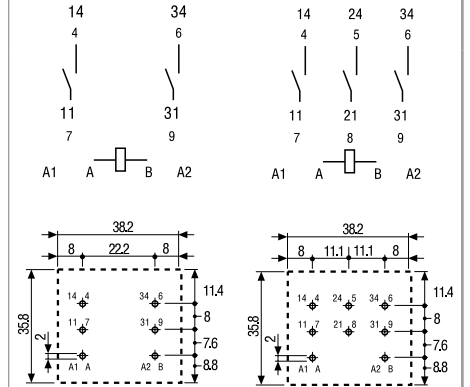 14 34
4 6
11 31
7 9
A1 A B A2
14 24 34
4 5 6
11 21 31
7 8 9
A1 A B A2
38.2
8 22.2 8
35.8
2
14 4 34 6
11 7 31 9
A1 A A2 B
11.4
8
7.6
8.8
38.2
8 11.1 11.1 8
35.8
2
14 4 24 5 34 6
11 7 21 8 31 9
A1 A A2 B
11.4
8
7.6
8.8